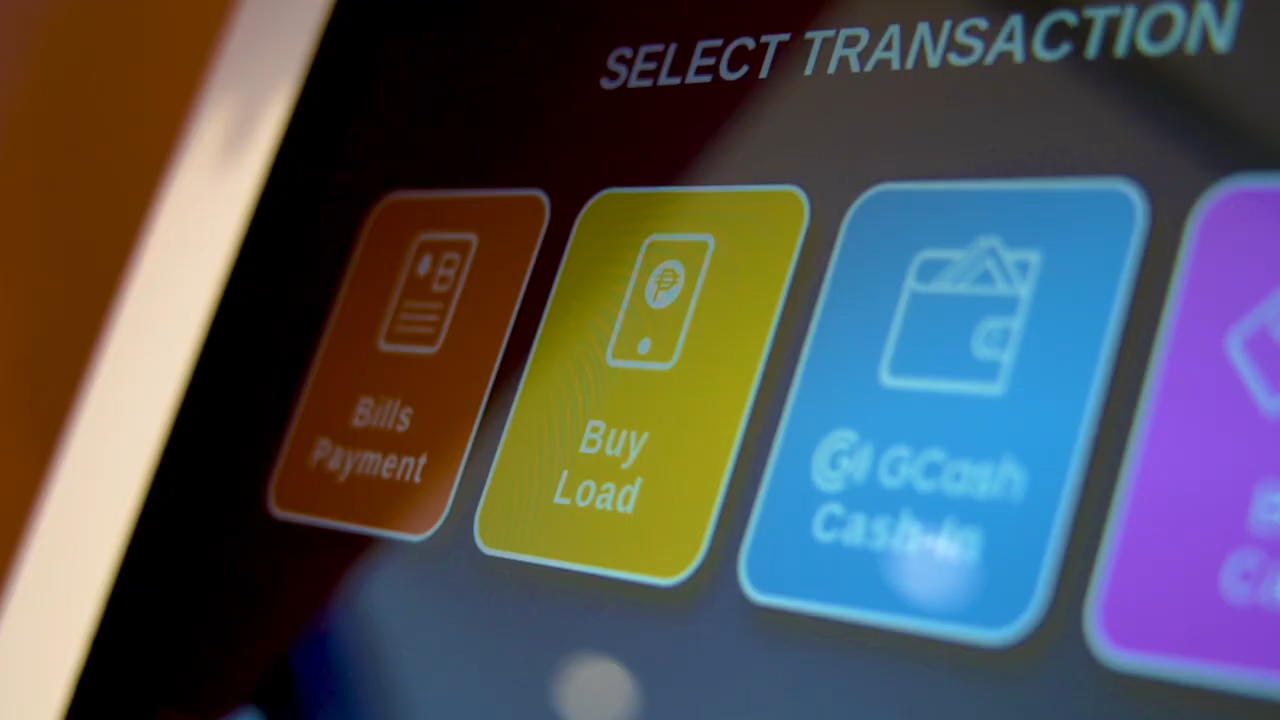 SELECT TRANSACTION
Bills
Payment
Buy
Load
GCash
Cash-In